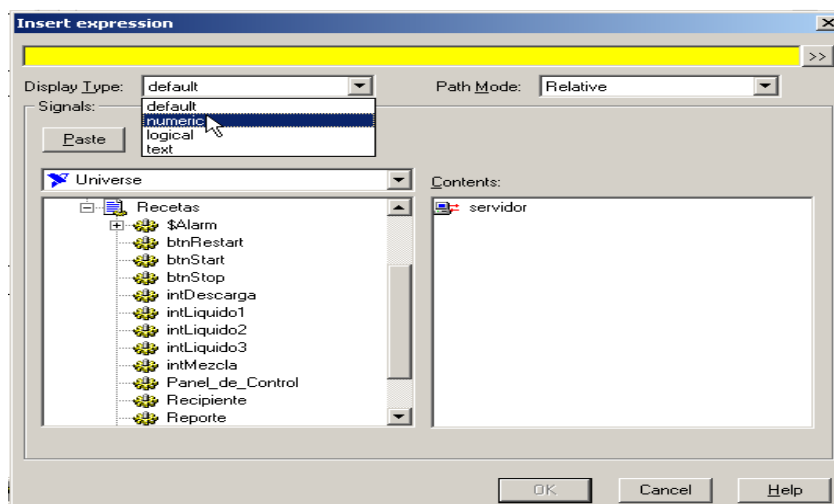 Insert expression
>>
Display Type: default Path Mode: Relative
default
numeric
logical
text
Signals:
Paste
Universe
Contents:
Recetas
$Alarm
btnRestart
btnStart
btnStop
intDescarga
intLiquido1
intLiquido2
intLiquido3
intMezcla
Panel_de_Control
Recipiente
Reporte
servidor
OK Cancel Help